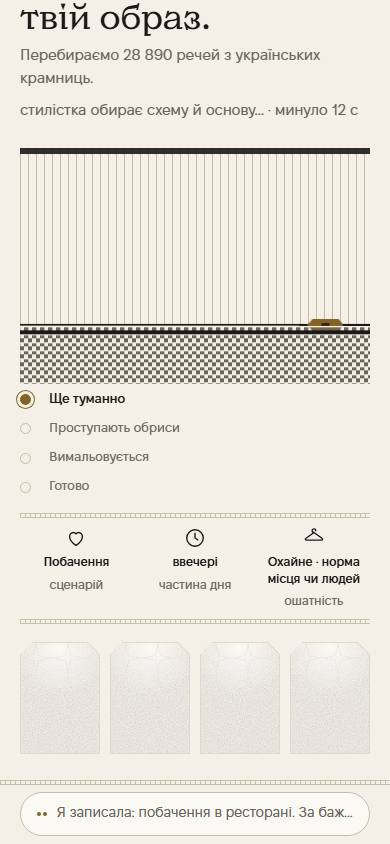 твій образ.
Перебираємо 28 890 речей з українських
крамниць.
стилістка обирає схему й основу... · минуло 12 с
Ще туманно
Проступають обриси
Вимальовується
Готово
Побачення
сценарій
ввечері
частина дня
Охайне · норма
місця чи людей
ошатність
Я записала: побачення в ресторані. За баж...